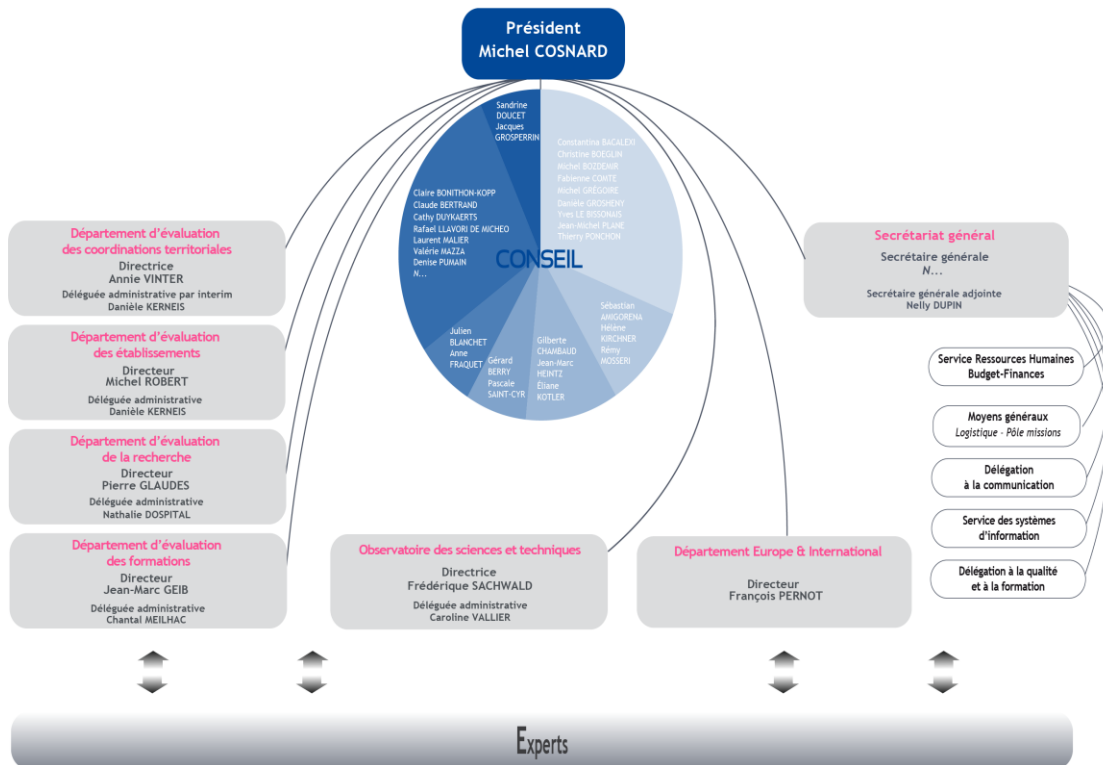 Président
Michel COSNARD
Sandrine
DOUCET
Jacques
GROSPERRIN
Constantina BACALEXI
Christine BOEGLIN
Michel BOZDEMIR
Fabienne COMTE
Michel GRÉGOIRE
Danièle GROSHENY
Yves LE BISSONAIS
Jean-Michel PLANE
Thierry PONCHON
Claire BONITHON-KOPP
Claude BERTRAND
Cathy DUYKAERTS
Rafael LLAVORI DE MICHEO
Laurent MALIER
Valérie MAZZA
Denise PUMAIN
N...
CONSEIL
Sébastian
AMIGORENA
Hélène
KIRCHNER
Rémy
MOSSERI
Julien
BLANCHET
Anne
FRAQUET
Gérard
BERRY
Pascale
SAINT-CYR
Gilberte
CHAMBAUD
Jean-Marc
HEINTZ
Éliane
KOTLER
Département d'évaluation
des coordinations territoriales
Directrice
Annie VINTER
Déléguée administrative par interim
Danièle KERNEIS
Département d'évaluation
des établissements
Directeur
Michel ROBERT
Déléguée administrative
Danièle KERNEIS
Département d'évaluation
de la recherche
Directeur
Pierre GLAUDES
Déléguée administrative
Nathalie DOSPITAL
Département d'évaluation
des formations
Directeur
Jean-Marc GEIB
Déléguée administrative
Chantal MEILHAC
Observatoire des sciences et techniques
Directrice
Frédérique SACHWALD
Déléguée administrative
Caroline VALLIER
Département Europe & International
Directeur
François PERNOT
Secrétariat général
Secrétaire générale
N...
Secrétaire générale adjointe
Nelly DUPIN
Service Ressources Humaines
Budget-Finances
Moyens généraux
Logistique - Pôle missions
Délégation
à la communication
Service des systèmes
d'information
Délégation à la qualité
et à la formation
Experts